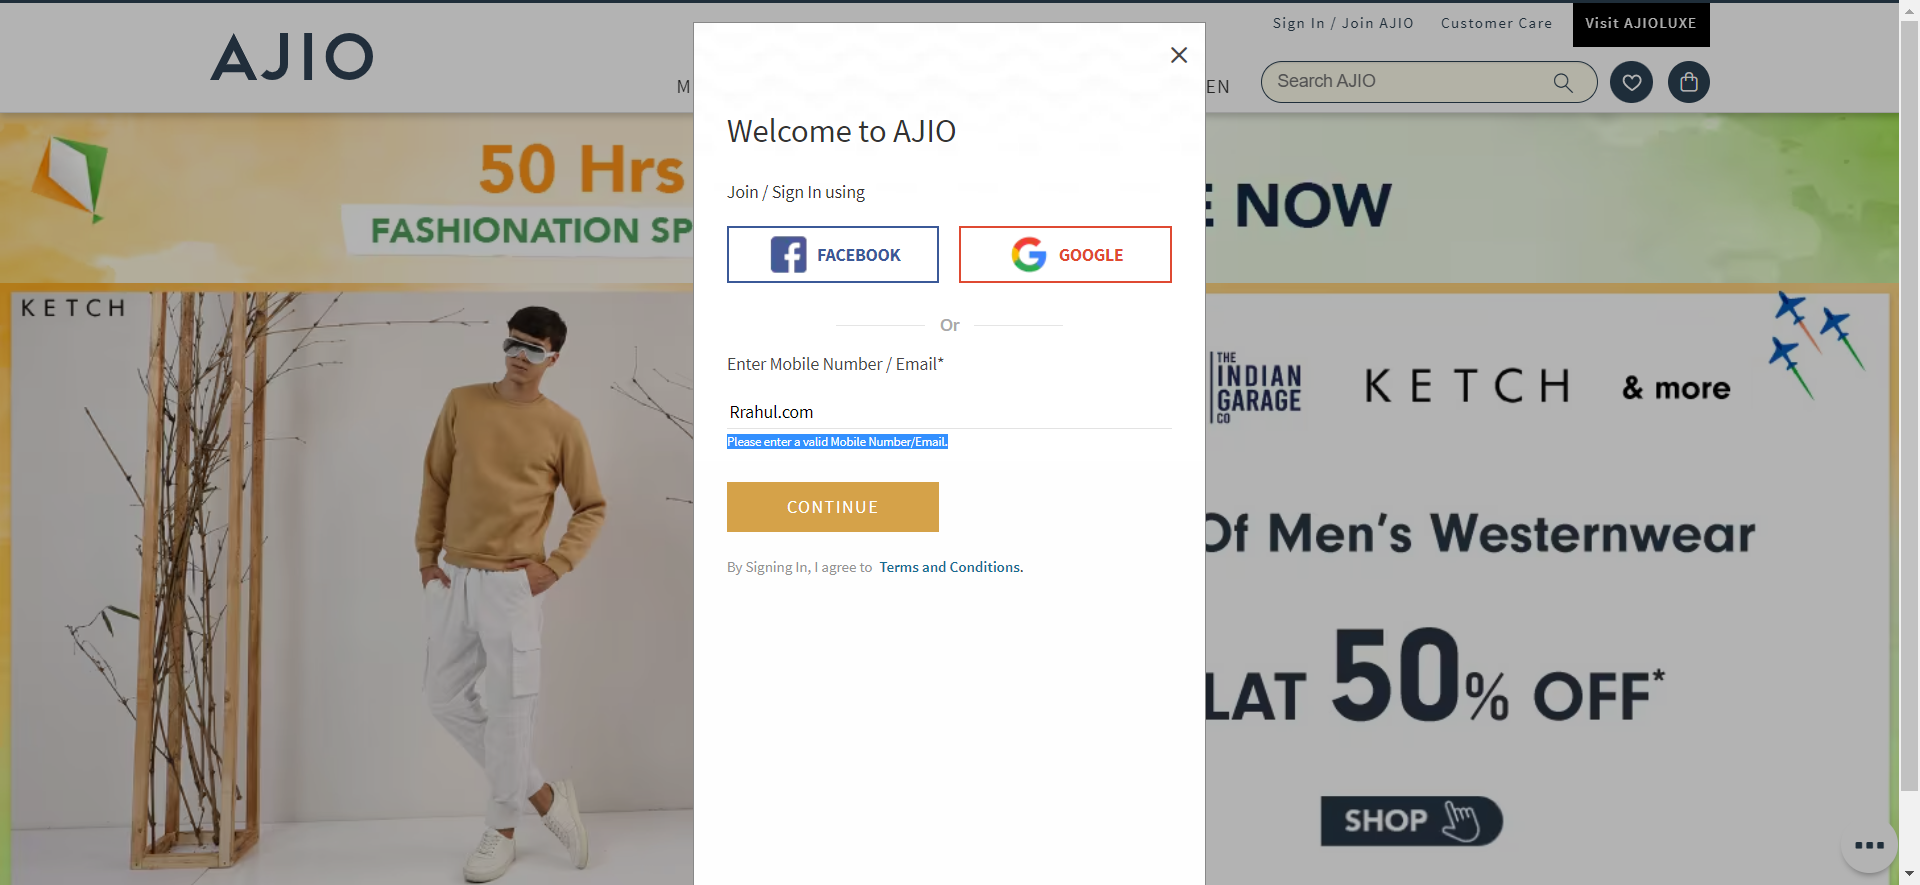 Sign In / Join AJIO Customer Care Visit AJIOLUXE
AJIO
M
EN
Search AJIO
Welcome to AJIO
Join / Sign In using
FACEBOOK GOOGLE
Or
Enter Mobile Number / Email*
Rrahul.com
Please enter a valid Mobile Number/Email.
CONTINUE
By Signing In, I agree to Terms and Conditions.
50 Hrs
FASHIONATION SP
E NOW
KETCH
THE
INDIAN
GARAGE
CO
KETCH
& more
Of Men's Westernwear
LAT 50% OFF*
SHOP